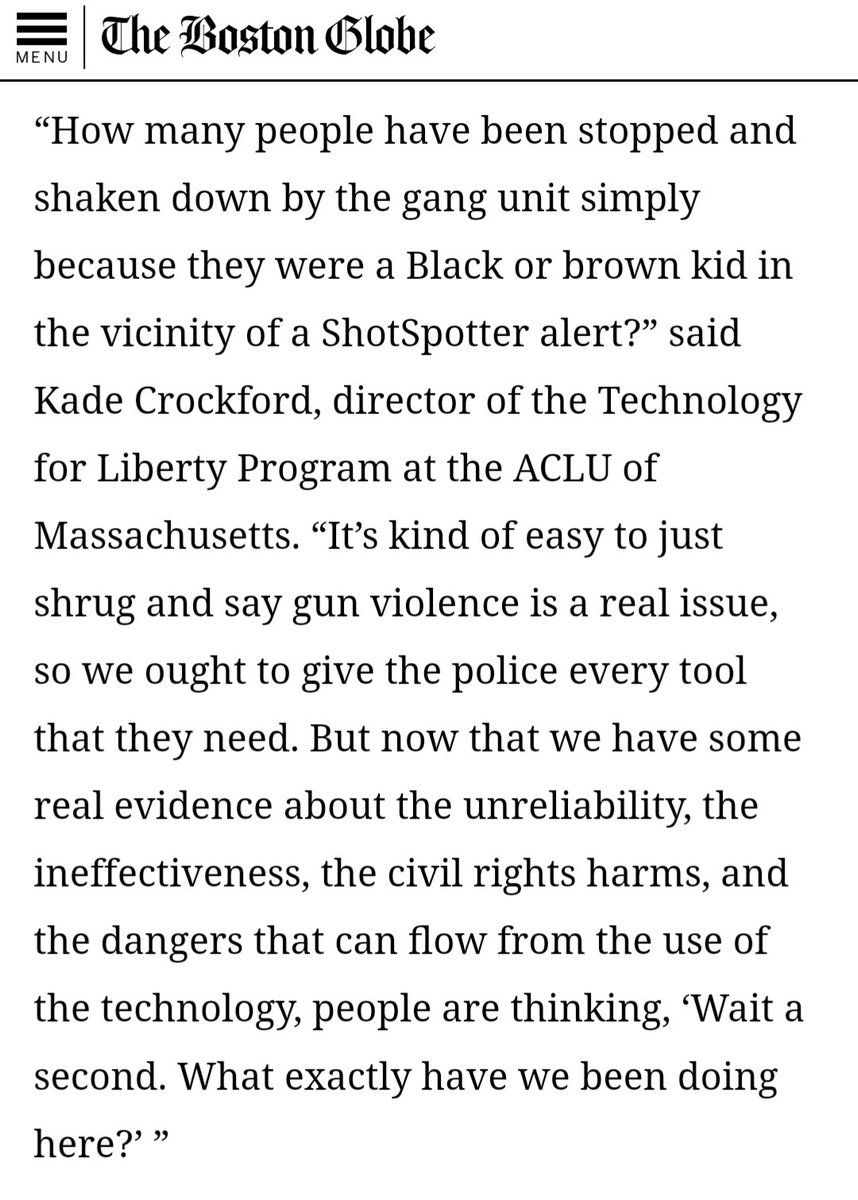 MENU
The Boston Globe
“How many people have been stopped and
shaken down by the gang unit simply
because they were a Black or brown kid in
the vicinity of a ShotSpotter alert?” said
Kade Crockford, director of the Technology
for Liberty Program at the ACLU of
Massachusetts. “It’s kind of easy to just
shrug and say gun violence is a real issue,
so we ought to give the police every tool
that they need. But now that we have some
real evidence about the unreliability, the
ineffectiveness, the civil rights harms, and
the dangers that can flow from the use of
the technology, people are thinking, ‘Wait a
second. What exactly have we been doing
here?’ ”